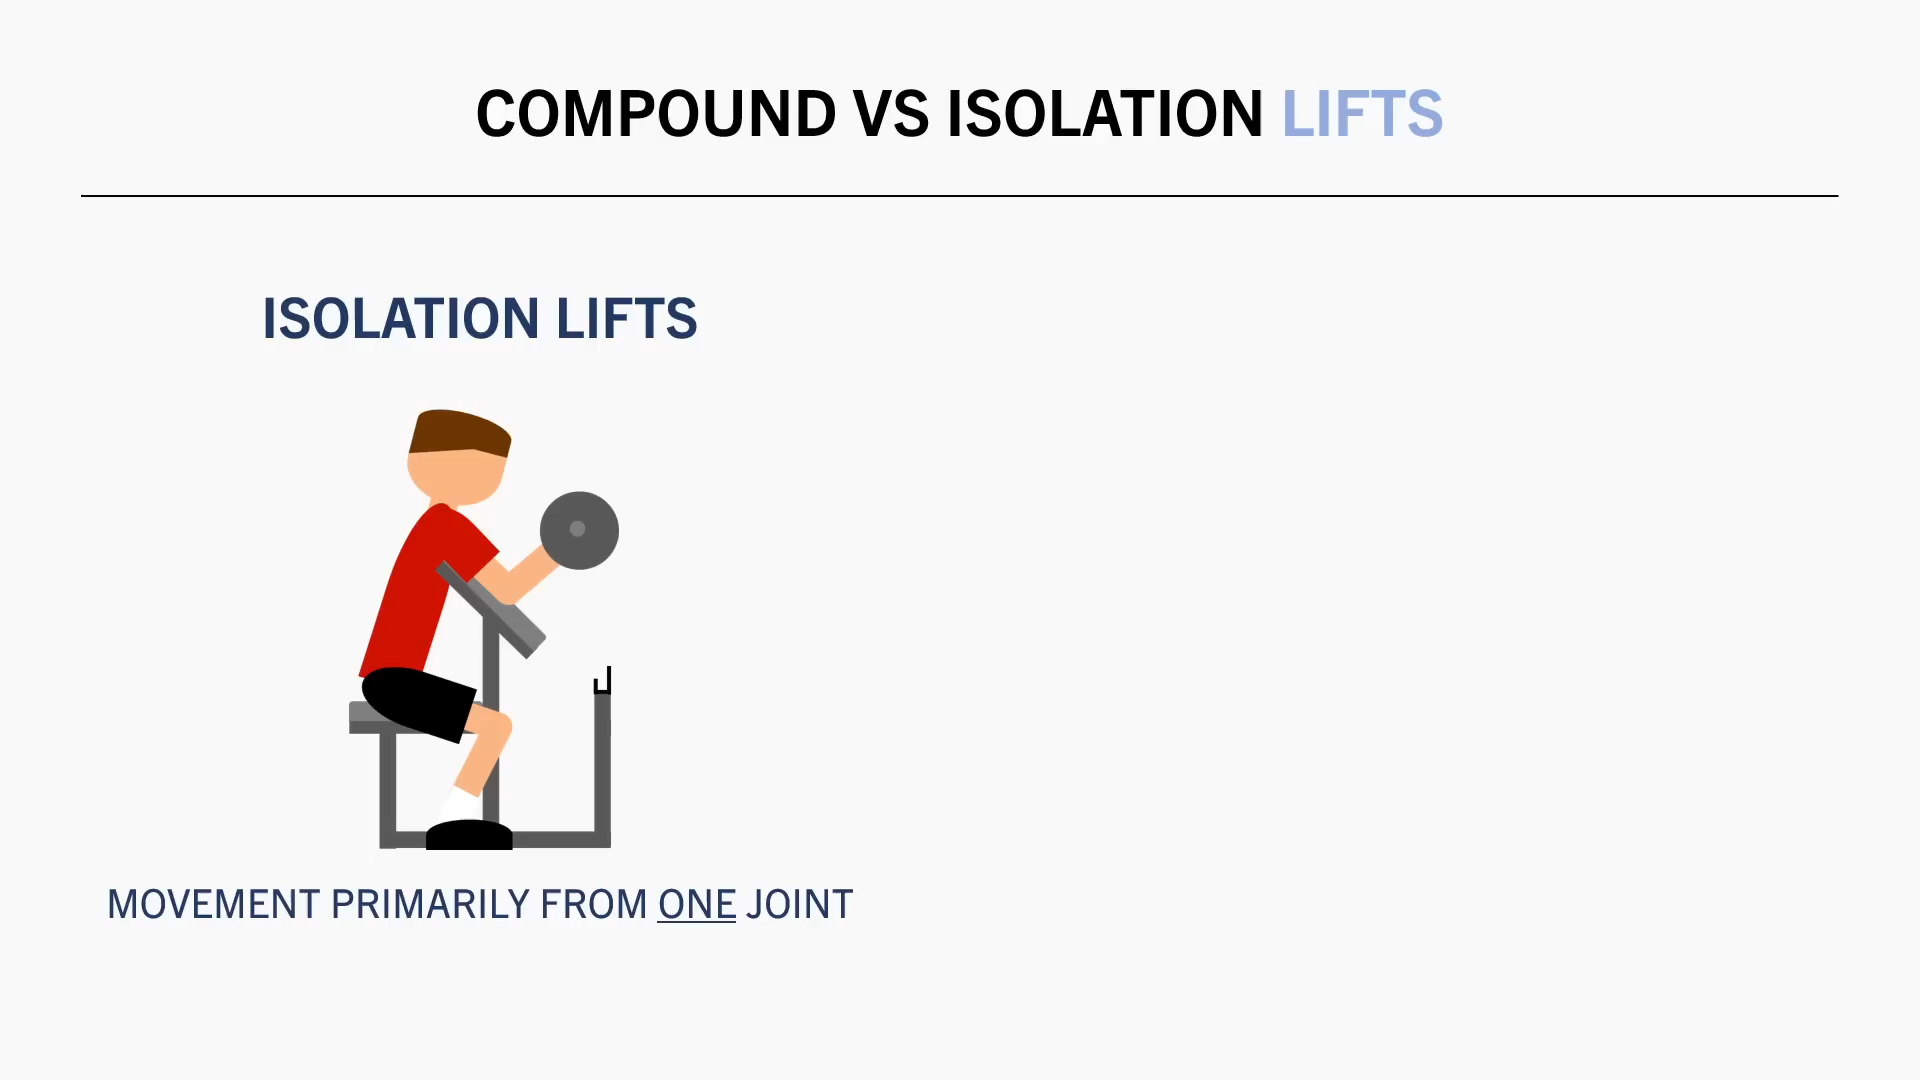 COMPOUND VS ISOLATION LIFTS
ISOLATION LIFTS
MOVEMENT PRIMARILY FROM ONE JOINT